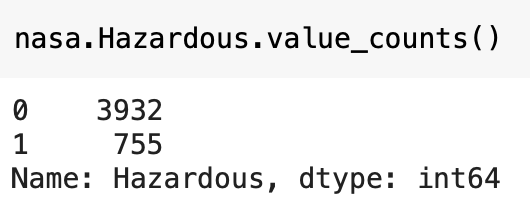 nasa.Hazardous.value_counts()
0    3932
1     755
Name: Hazardous, dtype: int64